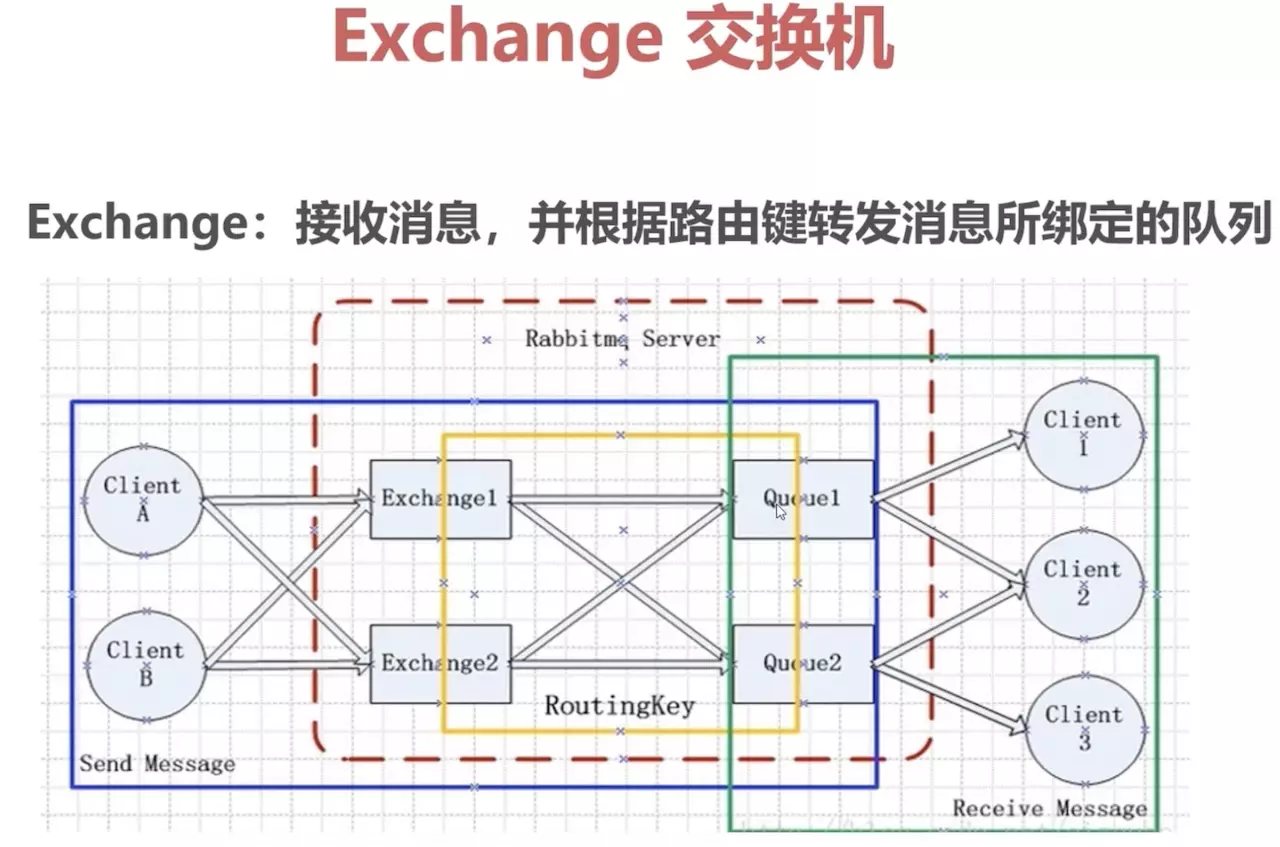 Exchange 交换机
Exchange：接收消息，并根据路由键转发消息所绑定的队列
Rabbitmq Server
Client
A
Client
B
Exchange1
Exchange2
Queue1
Queue2
RoutingKey
Client
1
Client
2
Client
3
Send Message
Receive Message